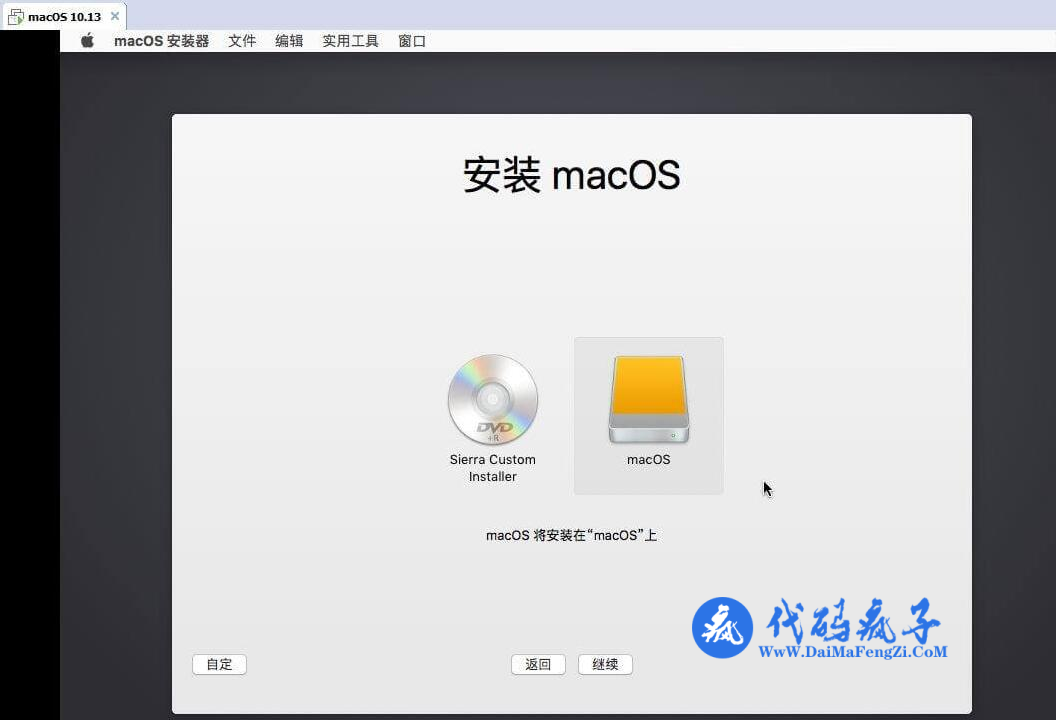 macOS 10.13
macOS 安装器 文件 编辑 实用工具 窗口
安装 macOS
DVD
+R
Sierra Custom
Installer
macOS
macOS 将安装在“macOS”上
疯 代码疯子
WwW.DaiMaFengZi.CoM
自定 返回 继续